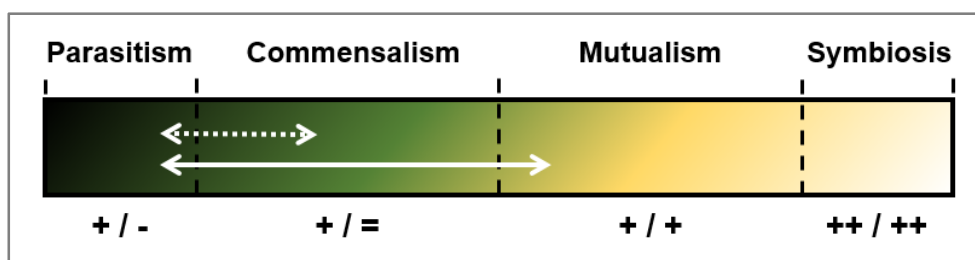 Parasitism Commensalism Mutualism Symbiosis
+ / - + / = + / + ++ / ++